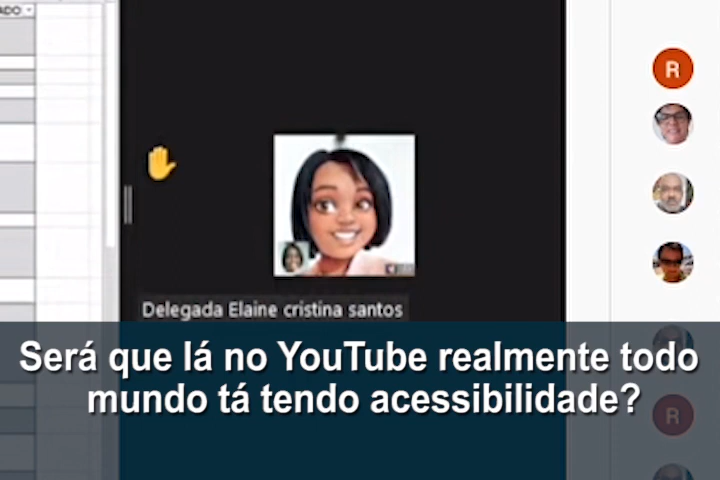 ADO
R
Delegada Elaine cristina santos
Será que lá no YouTube realmente todo
mundo tá tendo acessibilidade?
R